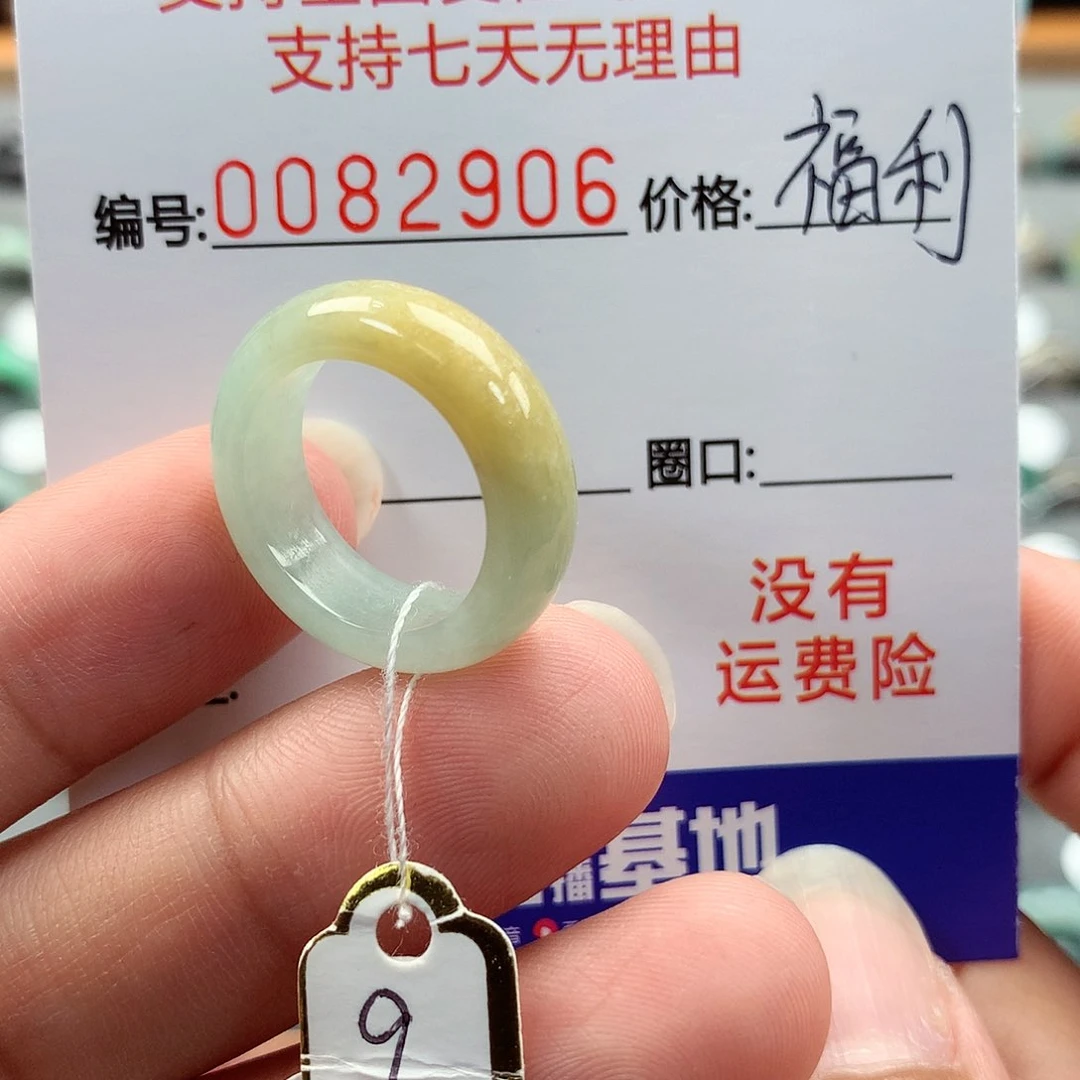 支持七天无理由
编号:0082906 价格:福利
圈口:
没有
运费险
播基地
9